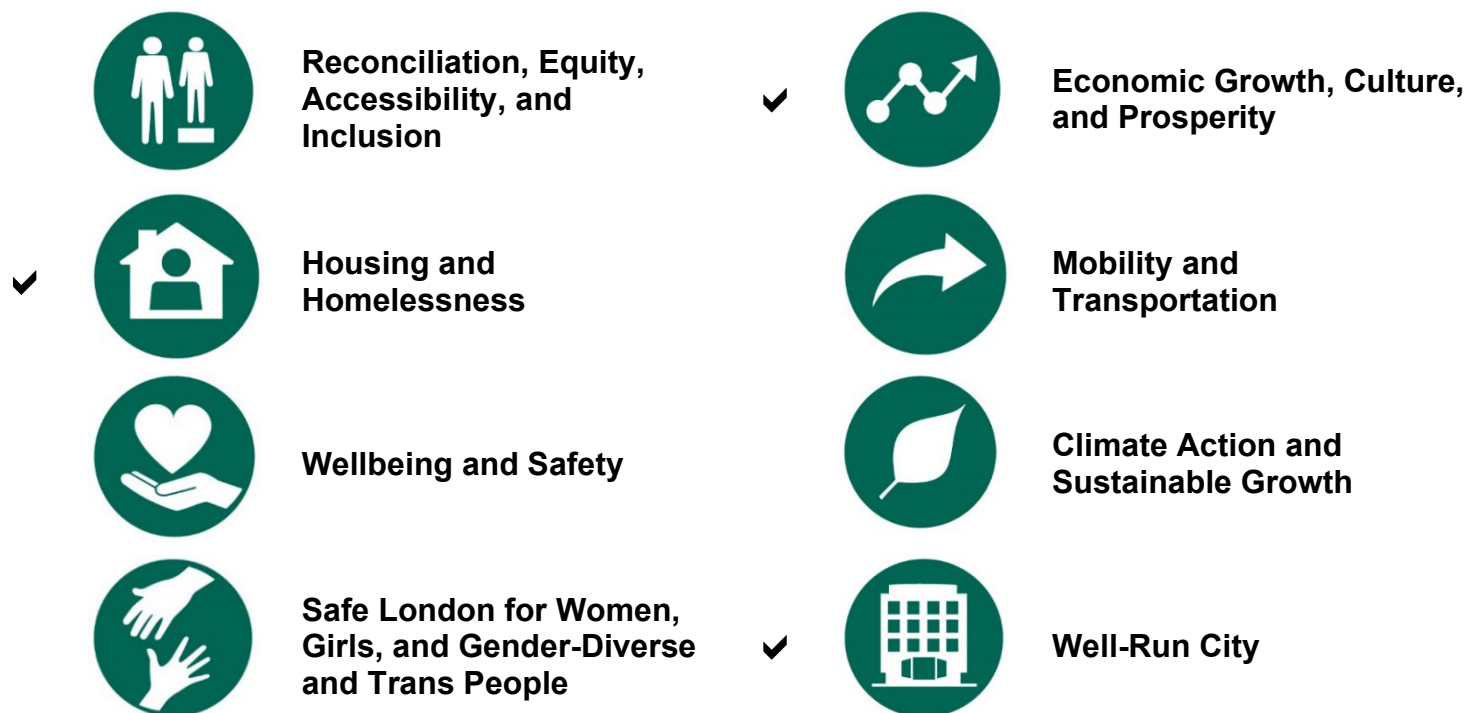 Reconciliation, Equity,
Accessibility, and
Inclusion
Economic Growth, Culture,
and Prosperity
Housing and
Homelessness
Mobility and
Transportation
Wellbeing and Safety
Climate Action and
Sustainable Growth
Safe London for Women,
Girls, and Gender-Diverse
and Trans People
Well-Run City